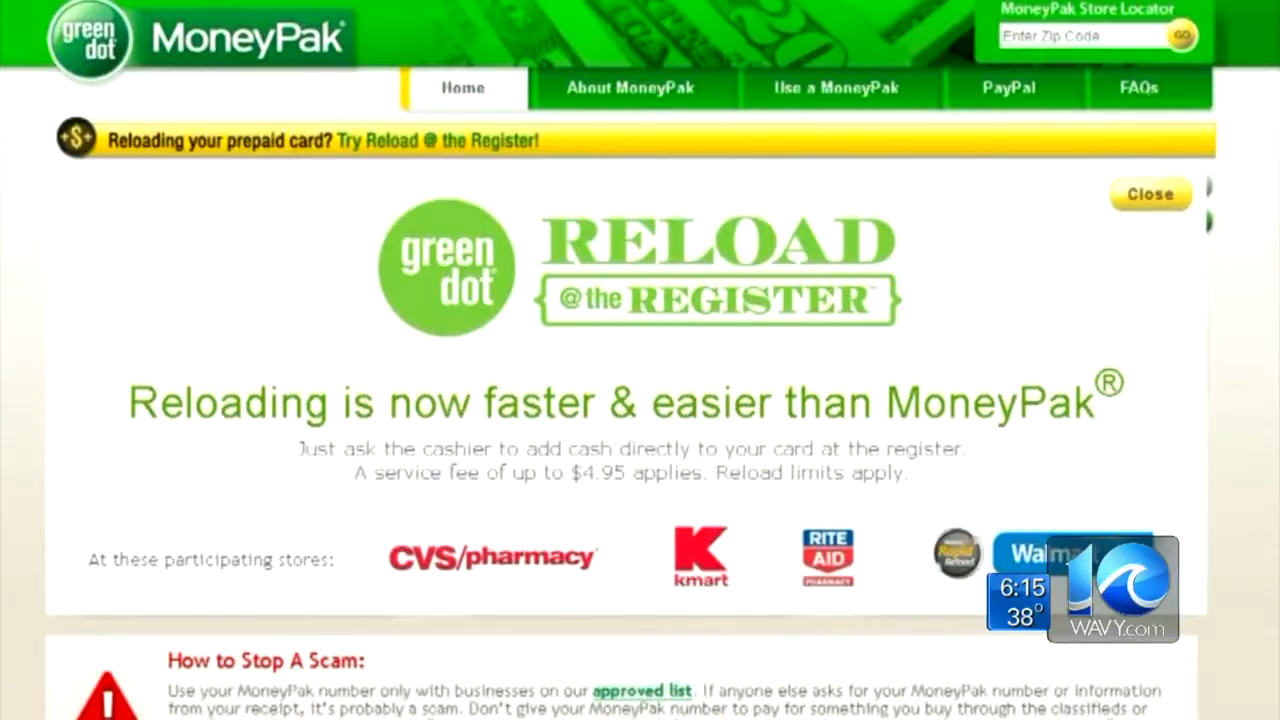 green dot
MoneyPak®
MoneyPak Store Locator
Enter Zip Code
GO
Home
About MoneyPak
Use a MoneyPak
PayPal
FAQs
$
Reloading your prepaid card? Try Reload @ the Register!
Close
green dot
RELOAD
@ the REGISTER™
Reloading is now faster & easier than MoneyPak®
Just ask the cashier to add cash directly to your card at the register.
A service fee of up to $4.95 applies. Reload limits apply.
At these participating stores:
CVS/pharmacy
K
kmart
RITE
AID
PHARMACY
Rapid
Reload
6:15
38°
10
WAVY.com
How to Stop A Scam:
Use your MoneyPak number only with businesses on our approved list. If anyone else asks for your MoneyPak number or information
from your receipt, it's probably a scam. Don't give your MoneyPak number to pay for something you buy through the classifieds or